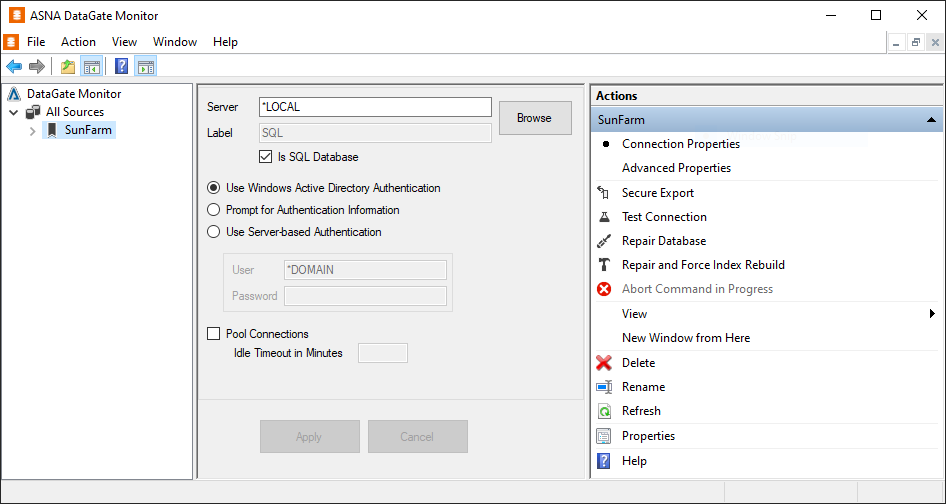 ASNA DataGate Monitor
File Action View Window Help
DataGate Monitor
All Sources
SunFarm
Server *LOCAL
Browse
Label SQL
Is SQL Database
Use Windows Active Directory Authentication
Prompt for Authentication Information
Use Server-based Authentication
User *DOMAIN
Password
Pool Connections
Idle Timeout in Minutes
Apply Cancel
Actions
SunFarm
Connection Properties
Advanced Properties
Secure Export
Test Connection
Repair Database
Repair and Force Index Rebuild
Abort Command in Progress
View
New Window from Here
Delete
Rename
Refresh
Properties
Help